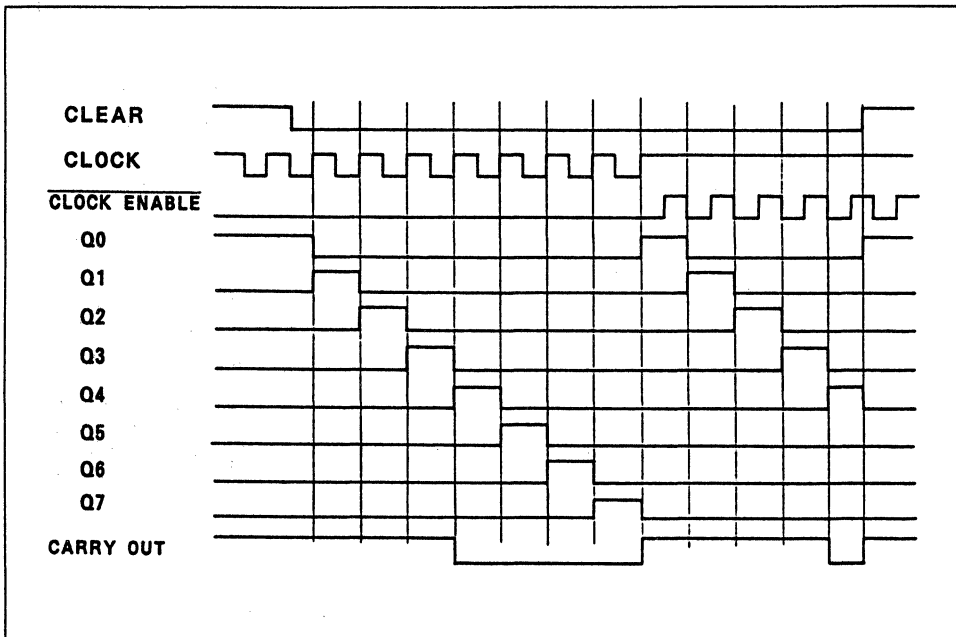 CLEAR
CLOCK
CLOCK ENABLE
Q0
Q1
Q2
Q3
Q4
Q5
Q6
Q7
CARRY OUT